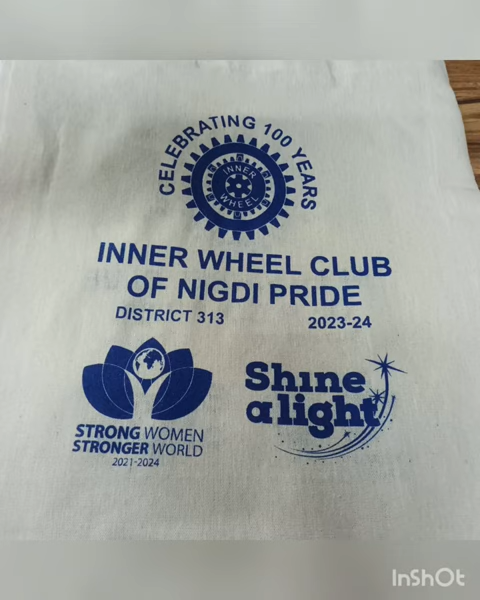 CELEBRATING 100 YEARS
INNER
WHEEL
INNER WHEEL CLUB
OF NIGDI PRIDE
DISTRICT 313 2023-24
STRONG WOMEN
STRONGER WORLD
2021-2024
Shine
a light
InShOt